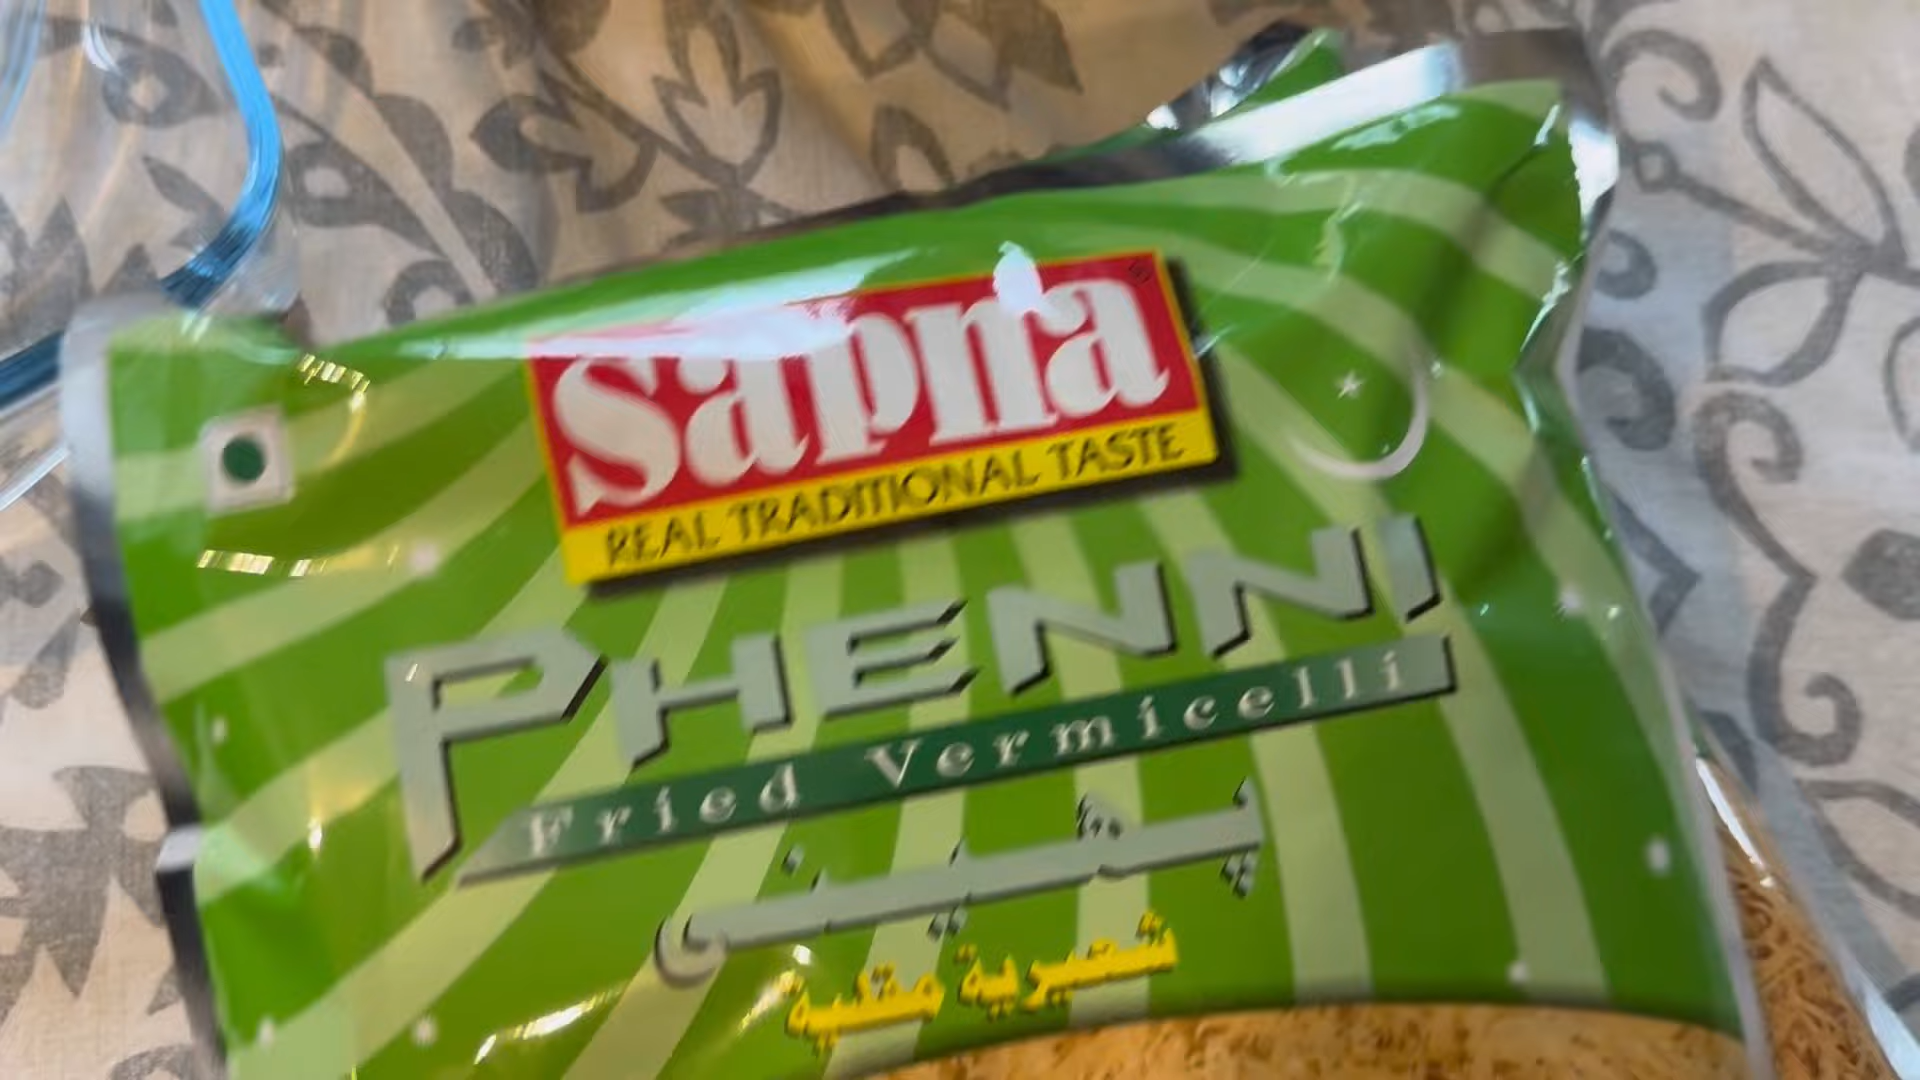 Sapna
REAL TRADITIONAL TASTE
PHENNI
Fried Vermicelli
پھینی
شعيرية مقلية